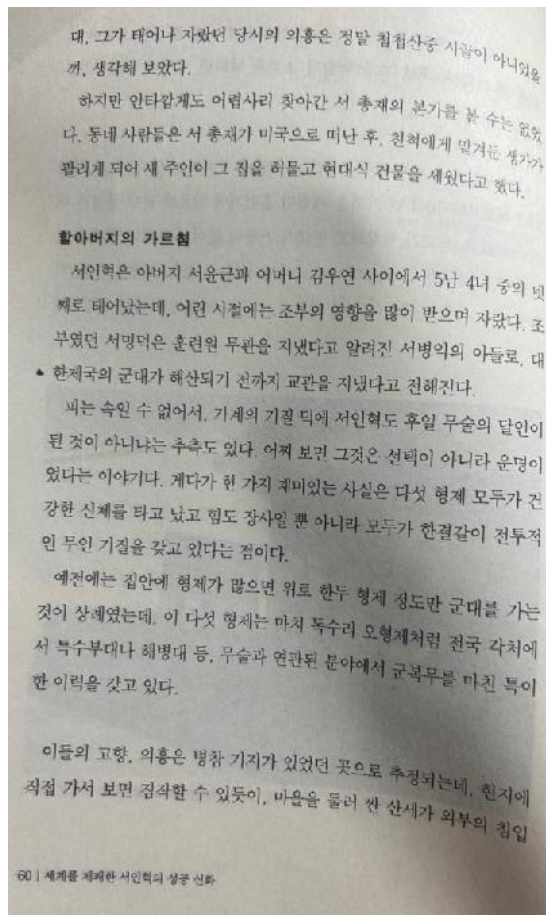 대, 그가 태어나 자랐던 당시의 의흥은 정말 첩첩산중 시골이 아니었을
까, 생각해 보았다.
하지만 안타깝게도 어렵사리 찾아간 서 총재의 본가를 볼 수는 없었
다. 동네 사람들은 서 총재가 미국으로 떠난 후, 친척에게 맡겨둔 생가가
팔리게 되어 새 주인이 그 집을 허물고 현대식 건물을 세웠다고 했다.
할아버지의 가르침
서인혁은 아버지 서윤근과 어머니 김우연 사이에서 5남 4녀 중의 넷
째로 태어났는데, 어린 시절에는 조부의 영향을 많이 받으며 자랐다. 조
부였던 서명덕은 훈련원 무관을 지냈다고 알려진 서병익의 아들로, 대
한제국의 군대가 해산되기 전까지 교관을 지냈다고 전해진다.
피는 속일 수 없어서, 가계의 기질 덕에 서인혁도 후일 무술의 달인이
된 것이 아니냐는 추측도 있다. 어찌 보면 그것은 선택이 아니라 운명이
었다는 이야기다. 게다가 한 가지 재미있는 사실은 다섯 형제 모두가 건
강한 신체를 타고 났고 힘도 장사일 뿐 아니라 모두가 한결같이 전투적
인 무인 기질을 갖고 있다는 점이다.
예전에는 집안에 형제가 많으면 위로 한두 형제 정도만 군대를 가는
것이 상례였는데, 이 다섯 형제는 마치 독수리 오형제처럼 전국 각처에
서 특수부대나 해병대 등, 무술과 연관된 분야에서 군복무를 마친 특이
한 이력을 갖고 있다.
이들의 고향, 의흥은 병참 기지가 있었던 곳으로 추정되는데, 현지에
직접 가서 보면 짐작할 수 있듯이, 마을을 둘러 싼 산세가 외부의 침입
60 | 세계를 제패한 서인혁의 성공 신화